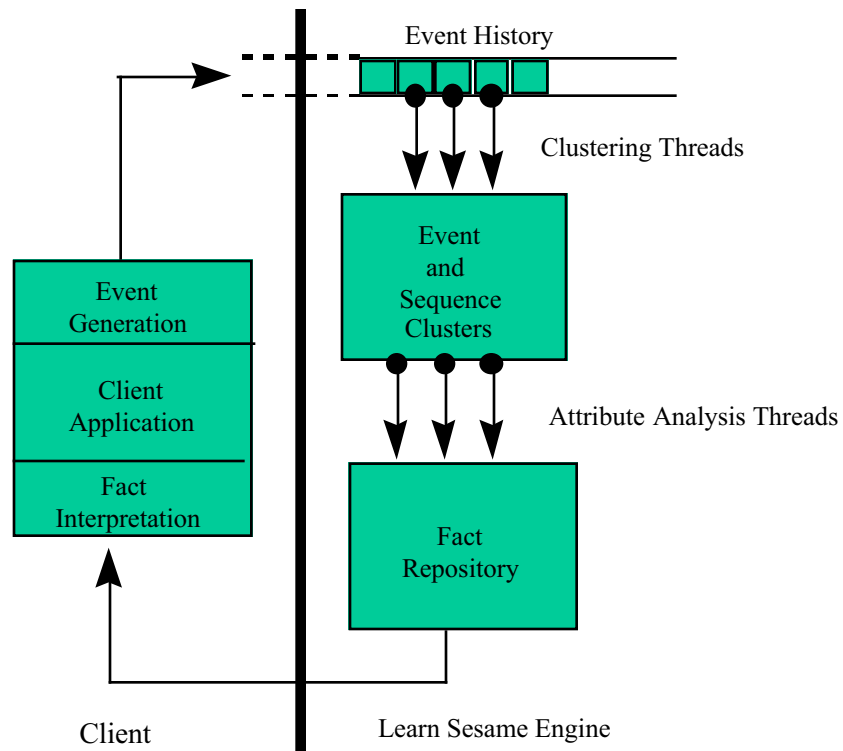 Event History
Clustering Threads
Event
and
Sequence
Clusters
Event
Generation
Client
Application
Attribute Analysis Threads
Fact
Interpretation
Fact
Repository
Client
Learn Sesame Engine